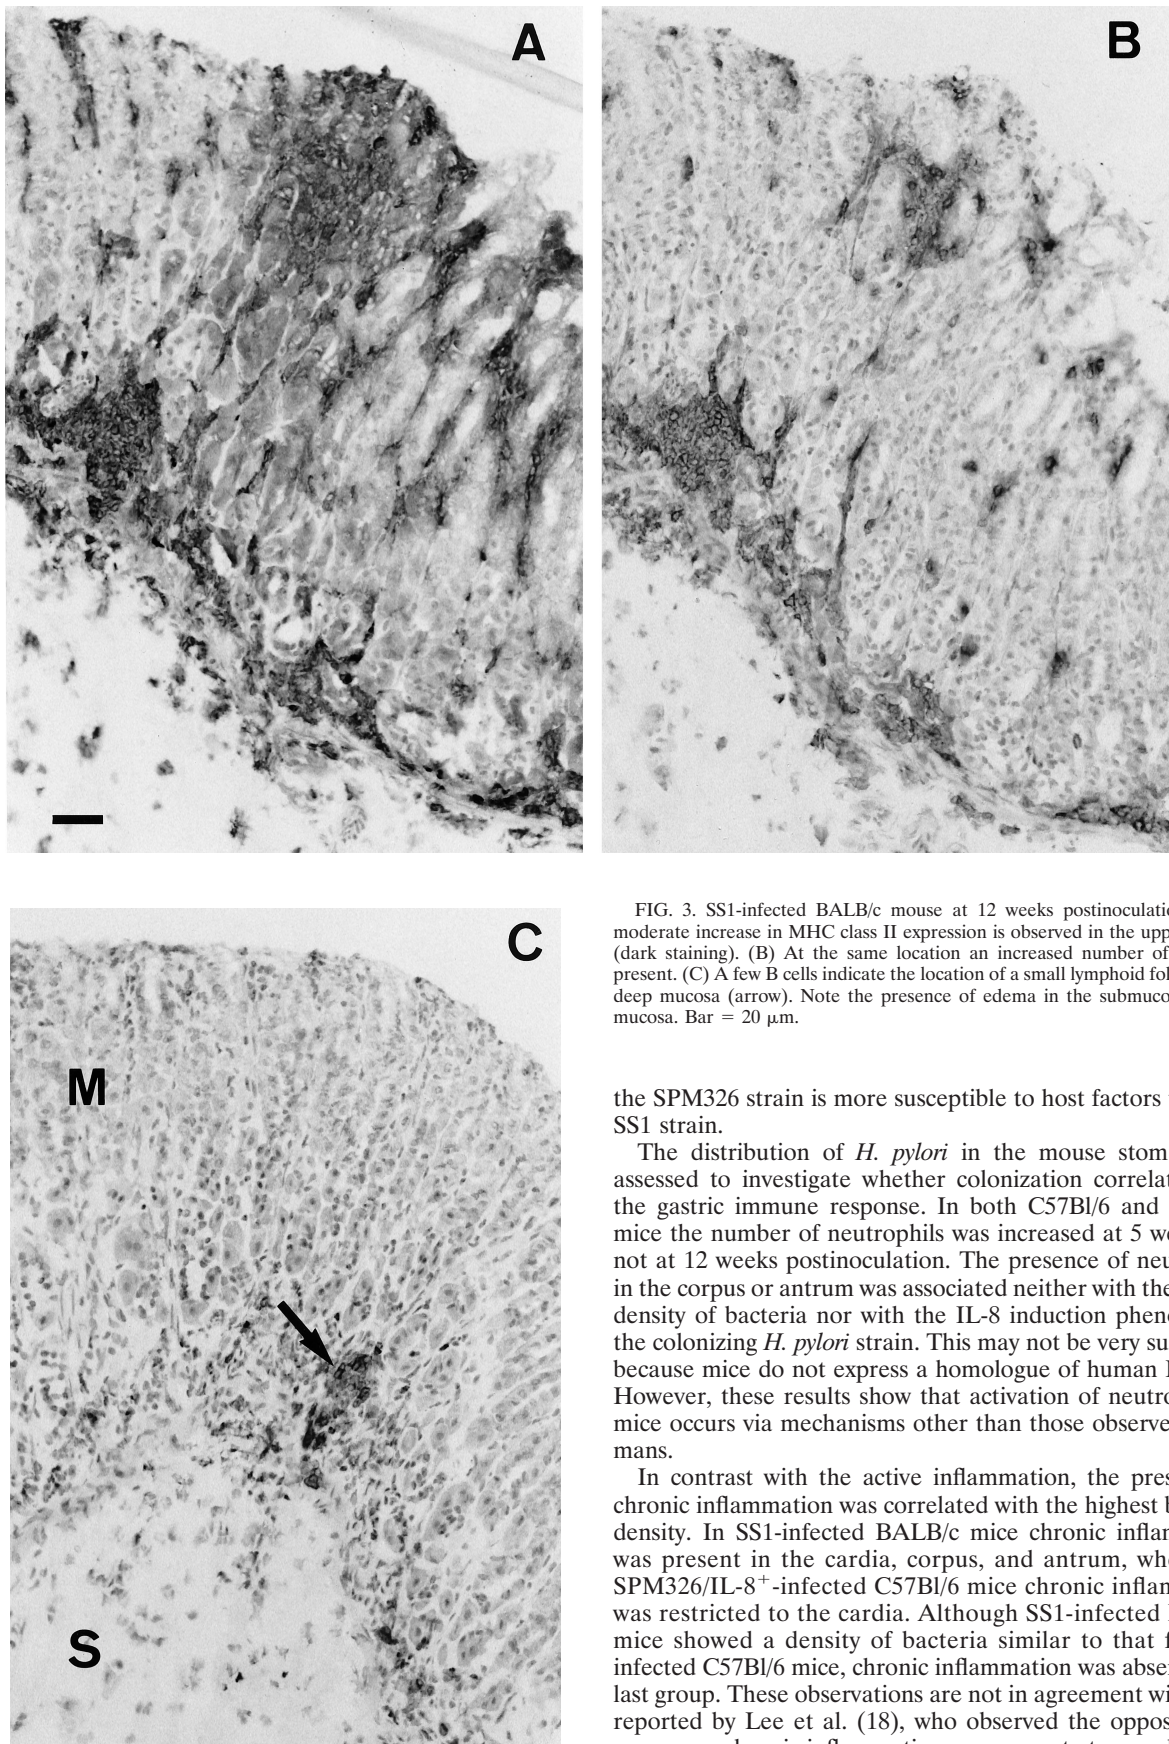 A
B
C
M
S
FIG. 3. SS1-infected BALB/c mouse at 12 weeks postinoculatio
moderate increase in MHC class II expression is observed in the upp
(dark staining). (B) At the same location an increased number of
present. (C) A few B cells indicate the location of a small lymphoid fol
deep mucosa (arrow). Note the presence of edema in the submuco
mucosa. Bar = 20 μm.
the SPM326 strain is more susceptible to host factors
SS1 strain.
The distribution of H. pylori in the mouse stom
assessed to investigate whether colonization correlat
the gastric immune response. In both C57Bl/6 and
mice the number of neutrophils was increased at 5 we
not at 12 weeks postinoculation. The presence of neu
in the corpus or antrum was associated neither with the
density of bacteria nor with the IL-8 induction pheno
the colonizing H. pylori strain. This may not be very su
because mice do not express a homologue of human
However, these results show that activation of neutro
mice occurs via mechanisms other than those observe
mans.
In contrast with the active inflammation, the pres
chronic inflammation was correlated with the highest b
density. In SS1-infected BALB/c mice chronic inflam
was present in the cardia, corpus, and antrum, whe
SPM326/IL-8⁺-infected C57Bl/6 mice chronic inflam
was restricted to the cardia. Although SS1-infected
mice showed a density of bacteria similar to that f
infected C57Bl/6 mice, chronic inflammation was abse
last group. These observations are not in agreement wi
reported by Lee et al. (18), who observed the oppos